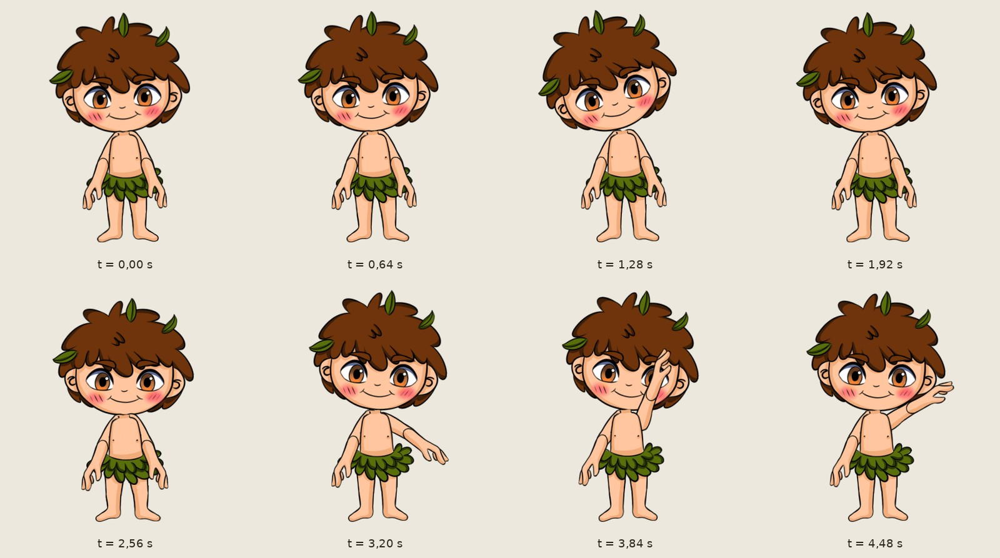 t = 0,00 s
t = 0,64 s
t = 1,28 s
t = 1,92 s
t = 2,56 s
t = 3,20 s
t = 3,84 s
t = 4,48 s